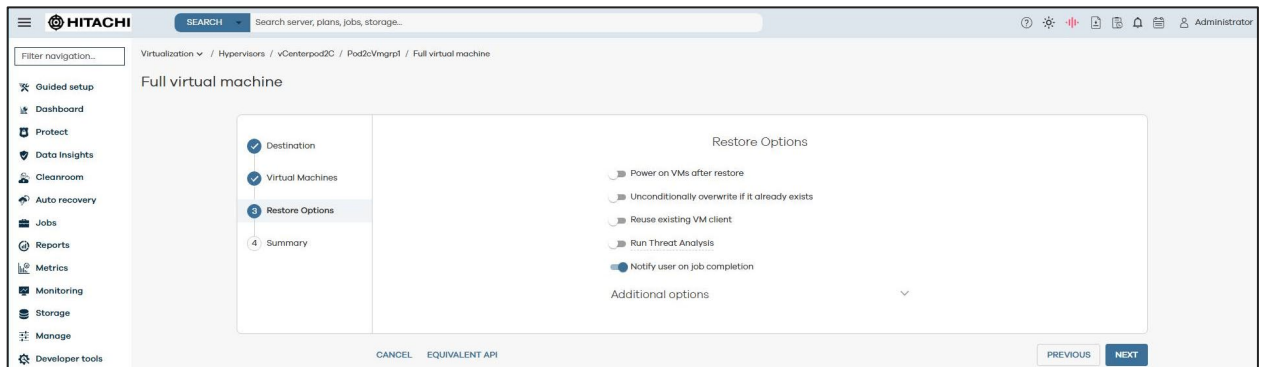 HITACHI
SEARCH
Search server, plans, jobs, storage...
Administrator
Filter navigation...
Virtualization / Hypervisors / vCenterpod2C / Pod2cVmgrp1 / Full virtual machine
Full virtual machine
Guided setup
Dashboard
Protect
Data Insights
Cleanroom
Auto recovery
Jobs
Reports
Metrics
Monitoring
Storage
Manage
Developer tools
Destination
Virtual Machines
3 Restore Options
4 Summary
Restore Options
Power on VMs after restore
Unconditionally overwrite if it already exists
Reuse existing VM client
Run Threat Analysis
Notify user on job completion
Additional options
CANCEL EQUIVALENT API
PREVIOUS NEXT